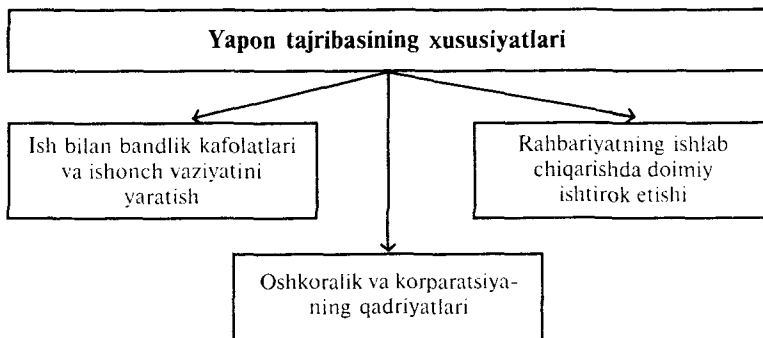 Yapon tajribasining xususiyatlari
Ish bilan bandlik kafolatlari
va ishonch vaziyatini
yaratish
Rahbariyatning ishlab
chiqarishda doimiy
ishtirok etishi
Oshkoralik va korparatsiya-
ning qadriyatlari